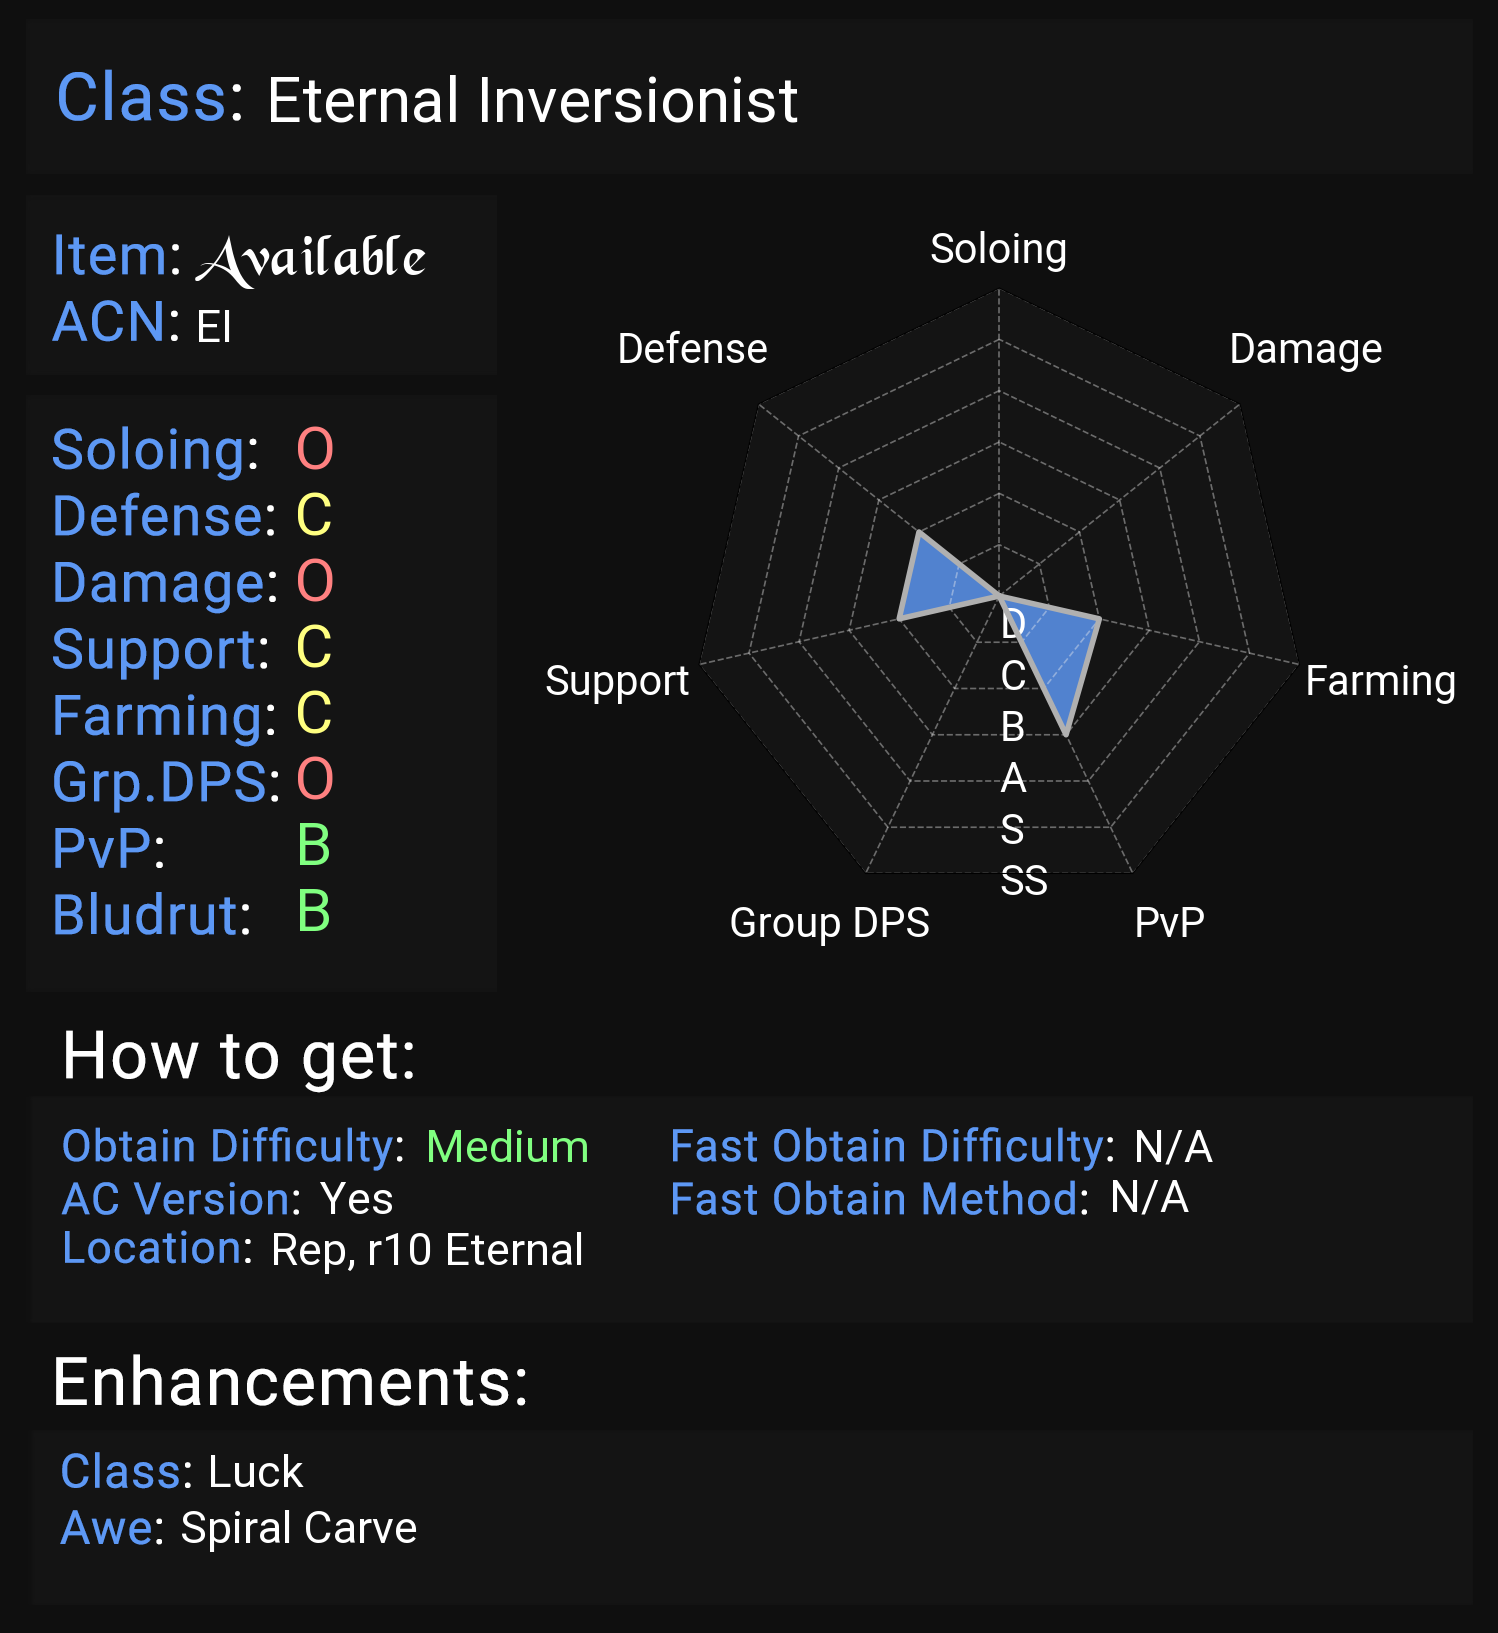 Class: Eternal Inversionist
Item: Available
ACN: EI
Soloing: O
Defense: C
Damage: O
Support: C
Farming: C
Grp.DPS: O
PvP: B
Bludrut: B
Soloing
Defense
Damage
Support
Farming
Group DPS
PvP
D
C
B
A
S
SS
How to get:
Obtain Difficulty: Medium
AC Version: Yes
Location: Rep, r10 Eternal
Fast Obtain Difficulty: N/A
Fast Obtain Method: N/A
Enhancements:
Class: Luck
Awe: Spiral Carve